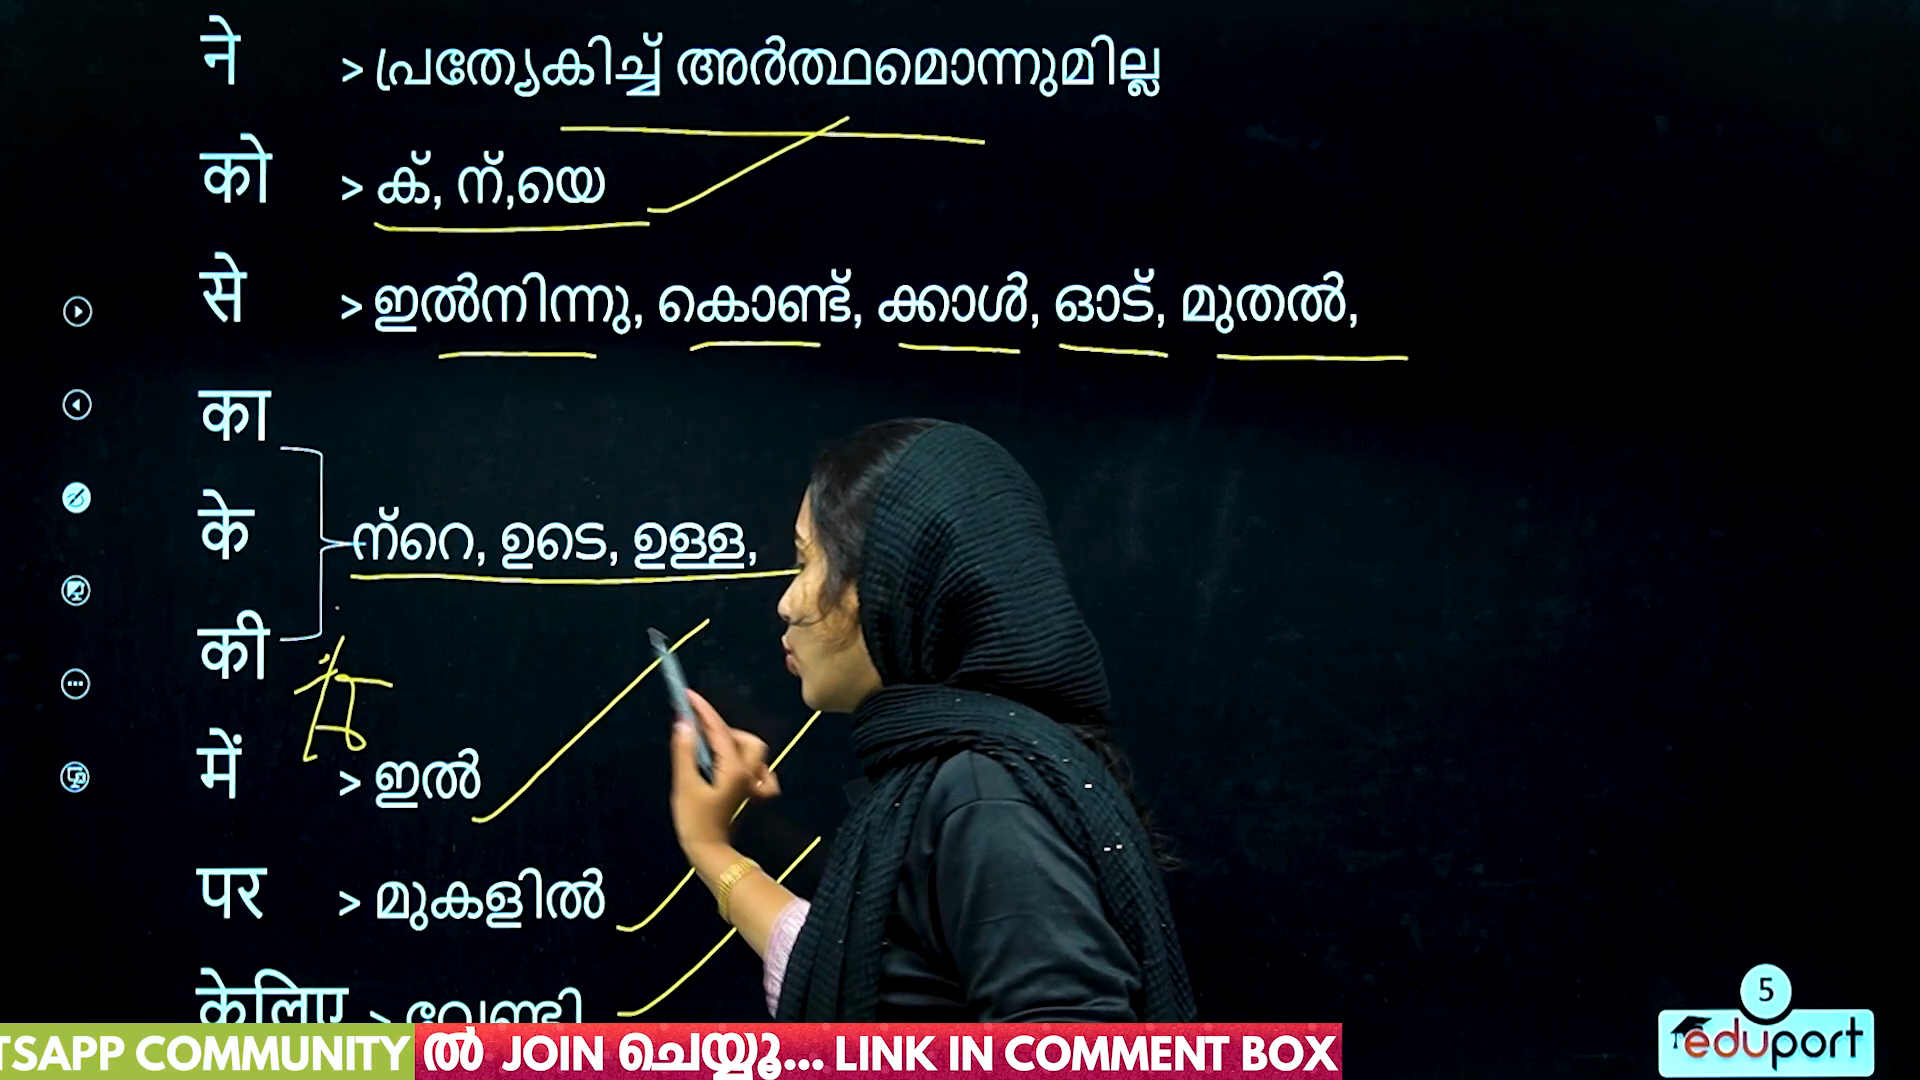 ने > പ്രത്യേകിച്ച് അർത്ഥമൊന്നുമില്ല
को > ക്, ന്,യെ
से > ഇൽനിന്നു, കൊണ്ട്, ക്കാൾ, ഓട്, മുതൽ,
का
के ന്റെ, ഉടെ, ഉള്ള,
की
में > ഇൽ
पर > മുകളിൽ
केलिए > വേണ്ടി
5
eduport
TSAPP COMMUNITY ൽ JOIN ചെയ്യൂ... LINK IN COMMENT BOX